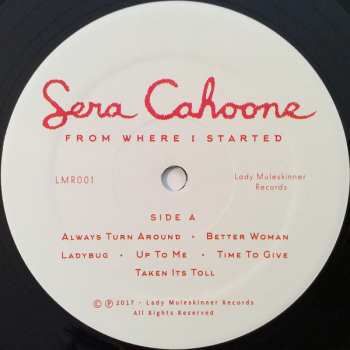 Sera Cahoone
FROM WHERE I STARTED
LMR001
Lady Muleskinner
Records
SIDE A
ALWAYS TURN AROUND • BETTER WOMAN
LADYBUG • UP TO ME • TIME TO GIVE
TAKEN ITS TOLL
© ℗ 2017 - Lady Muleskinner Records
All Rights Reserved